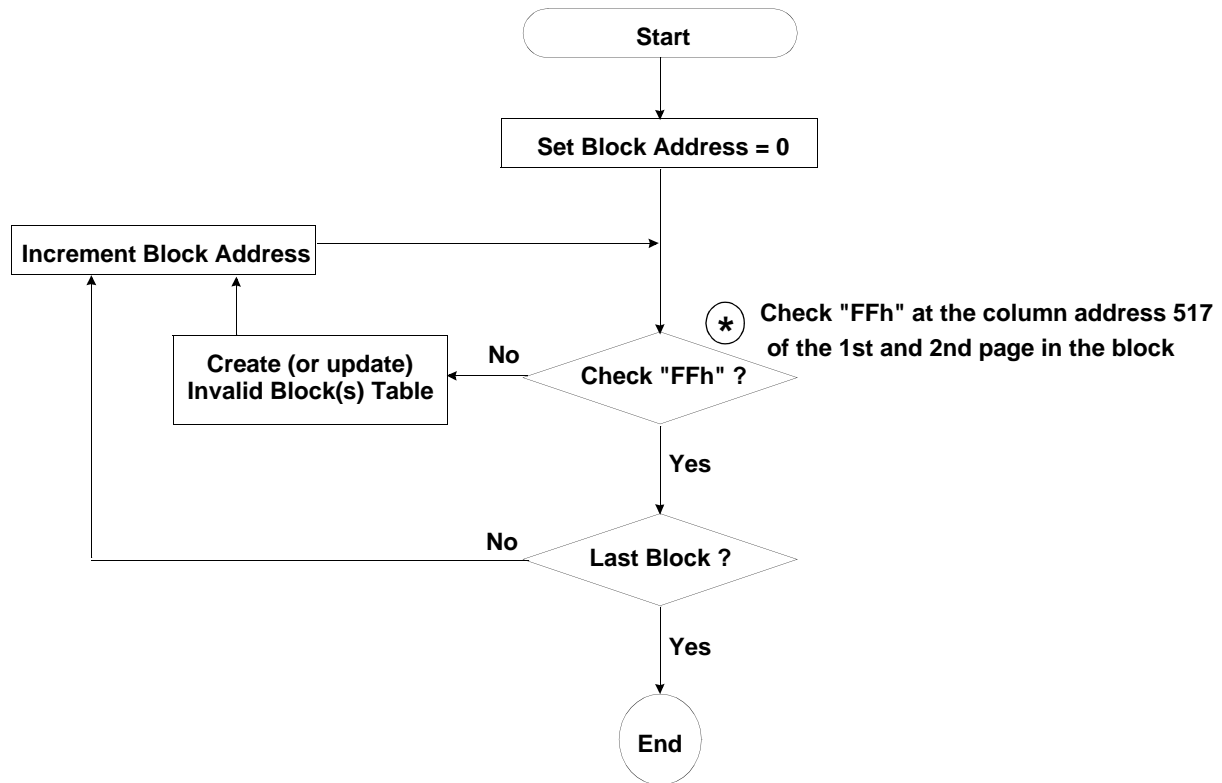 Start
Set Block Address = 0
Increment Block Address
* Check "FFh" at the column address 517
of the 1st and 2nd page in the block
No
Create (or update)
Invalid Block(s) Table
Check "FFh" ?
Yes
No
Last Block ?
Yes
End